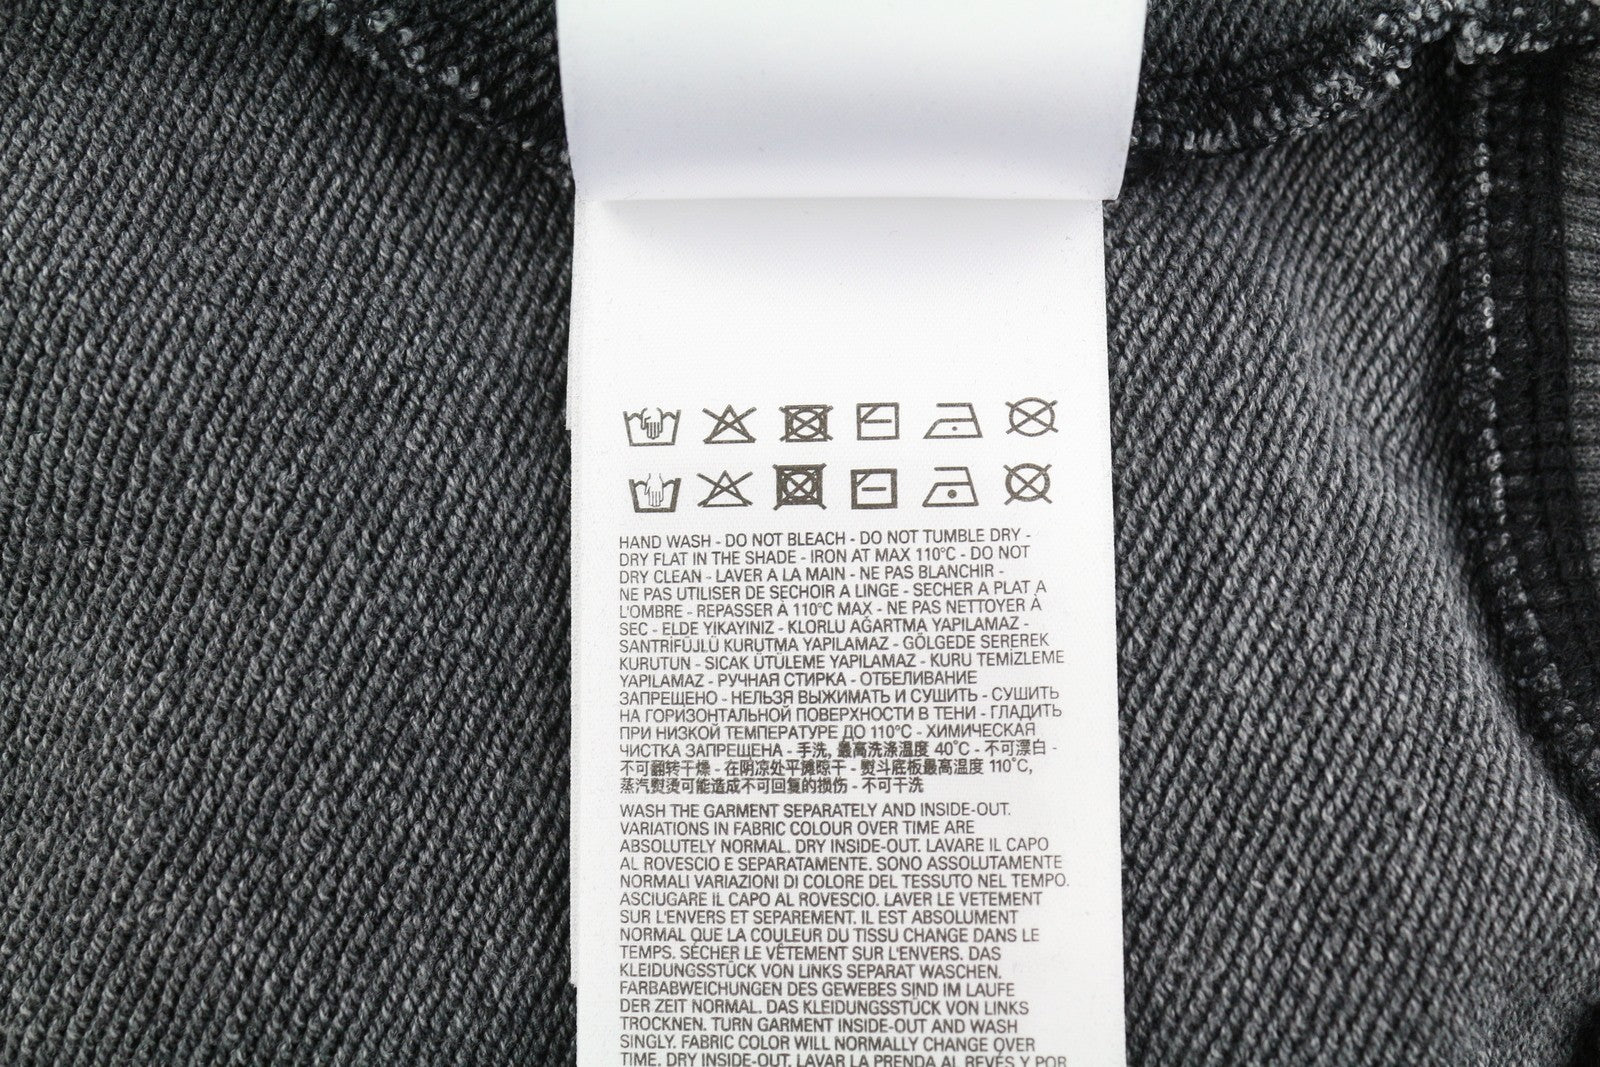 HAND WASH - DO NOT BLEACH - DO NOT TUMBLE DRY -
DRY FLAT IN THE SHADE - IRON AT MAX 110°C - DO NOT
DRY CLEAN - LAVER A LA MAIN - NE PAS BLANCHIR -
NE PAS UTILISER DE SECHOIR A LINGE - SECHER A PLAT A
L'OMBRE - REPASSER À 110°C MAX - NE PAS NETTOYER À
SEC - ELDE YIKAYINIZ - KLORLU AĞARTMA YAPILAMAZ -
SANTRİFÜJLÜ KURUTMA YAPILAMAZ - GÖLGEDE SEREREK
KURUTUN - SICAK ÜTÜLEME YAPILAMAZ - KURU TEMİZLEME
YAPILAMAZ - РУЧНАЯ СТИРКА - ОТБЕЛИВАНИЕ
ЗАПРЕЩЕНО - НЕЛЬЗЯ ВЫЖИМАТЬ И СУШИТЬ - СУШИТЬ
НА ГОРИЗОНТАЛЬНОЙ ПОВЕРХНОСТИ В ТЕНИ - ГЛАДИТЬ
ПРИ НИЗКОЙ ТЕМПЕРАТУРЕ ДО 110°C - ХИМИЧЕСКАЯ
ЧИСТКА ЗАПРЕЩЕНА - 手洗, 最高洗涤温度 40°C - 不可漂白 -
不可翻转干燥 - 在阴凉处平摊晾干 - 熨斗底板最高温度 110°C,
蒸汽熨烫可能造成不可回复的损伤 - 不可干洗
WASH THE GARMENT SEPARATELY AND INSIDE-OUT.
VARIATIONS IN FABRIC COLOUR OVER TIME ARE
ABSOLUTELY NORMAL. DRY INSIDE-OUT. LAVARE IL CAPO
AL ROVESCIO E SEPARATAMENTE. SONO ASSOLUTAMENTE
NORMALI VARIAZIONI DI COLORE DEL TESSUTO NEL TEMPO.
ASCIUGARE IL CAPO AL ROVESCIO. LAVER LE VETEMENT
SUR L'ENVERS ET SEPAREMENT. IL EST ABSOLUMENT
NORMAL QUE LA COULEUR DU TISSU CHANGE DANS LE
TEMPS. SÉCHER LE VÊTEMENT SUR L'ENVERS. DAS
KLEIDUNGSSTÜCK VON LINKS SEPARAT WASCHEN.
FARBABWEICHUNGEN DES GEWEBES SIND IM LAUFE
DER ZEIT NORMAL. DAS KLEIDUNGSSTÜCK VON LINKS
TROCKNEN. TURN GARMENT INSIDE-OUT AND WASH
SINGLY. FABRIC COLOR WILL NORMALLY CHANGE OVER
TIME. DRY INSIDE-OUT. LAVAR LA PRENDA AL REVÉS Y POR